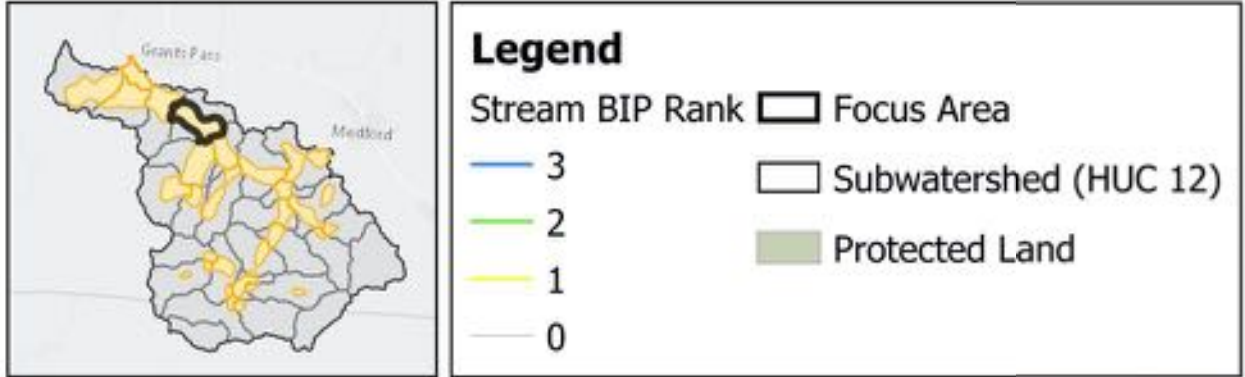 Grants Pass
Medford
Legend
Stream BIP Rank
3
2
1
0
Focus Area
Subwatershed (HUC 12)
Protected Land